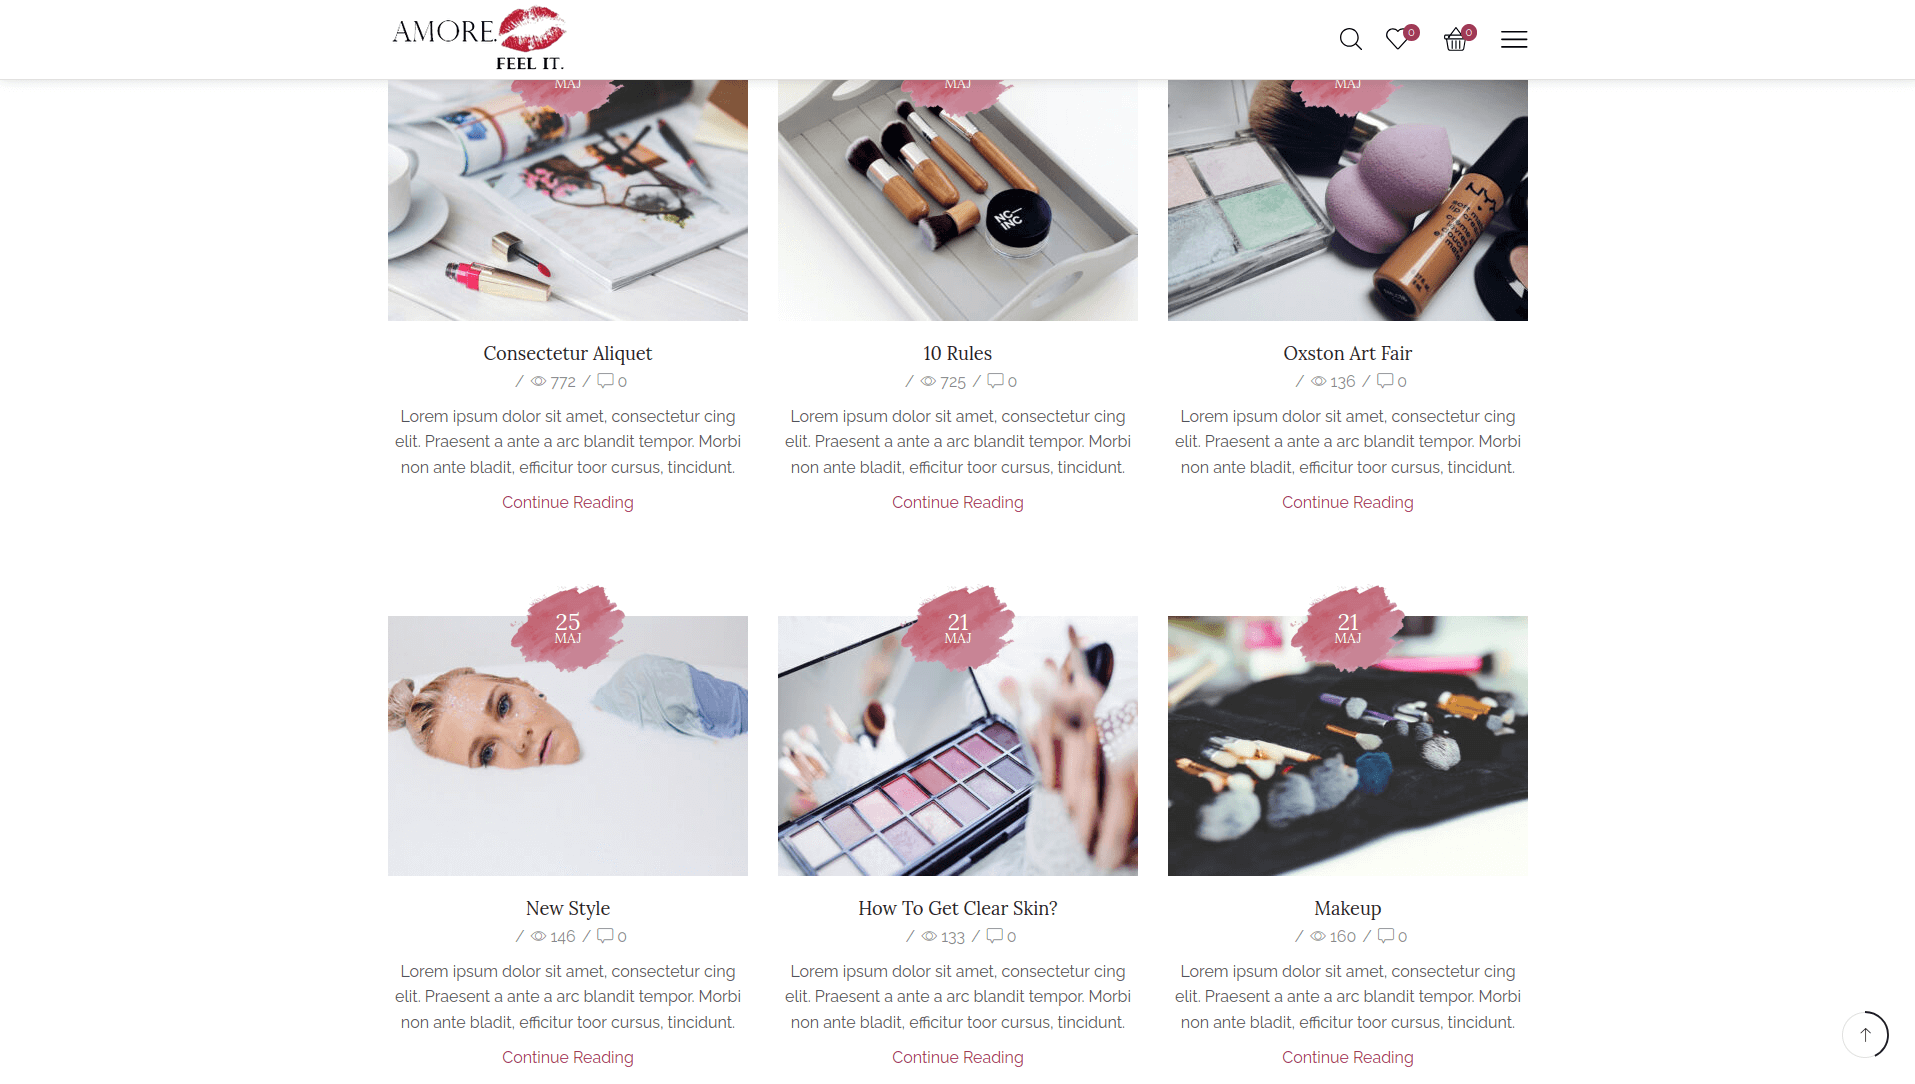 AMORE.
FEEL IT.
0
0
MAJ
MAJ
MAJ
NC—
INC
NYX
soft matte
lip cream
Consectetur Aliquet
10 Rules
Oxston Art Fair
/ 772 / 0
/ 725 / 0
/ 136 / 0
Lorem ipsum dolor sit amet, consectetur cing
elit. Praesent a ante a arc blandit tempor. Morbi
non ante bladit, efficitur toor cursus, tincidunt.
Lorem ipsum dolor sit amet, consectetur cing
elit. Praesent a ante a arc blandit tempor. Morbi
non ante bladit, efficitur toor cursus, tincidunt.
Lorem ipsum dolor sit amet, consectetur cing
elit. Praesent a ante a arc blandit tempor. Morbi
non ante bladit, efficitur toor cursus, tincidunt.
Continue Reading
Continue Reading
Continue Reading
25
MAJ
21
MAJ
21
MAJ
New Style
How To Get Clear Skin?
Makeup
/ 146 / 0
/ 133 / 0
/ 160 / 0
Lorem ipsum dolor sit amet, consectetur cing
elit. Praesent a ante a arc blandit tempor. Morbi
non ante bladit, efficitur toor cursus, tincidunt.
Lorem ipsum dolor sit amet, consectetur cing
elit. Praesent a ante a arc blandit tempor. Morbi
non ante bladit, efficitur toor cursus, tincidunt.
Lorem ipsum dolor sit amet, consectetur cing
elit. Praesent a ante a arc blandit tempor. Morbi
non ante bladit, efficitur toor cursus, tincidunt.
Continue Reading
Continue Reading
Continue Reading